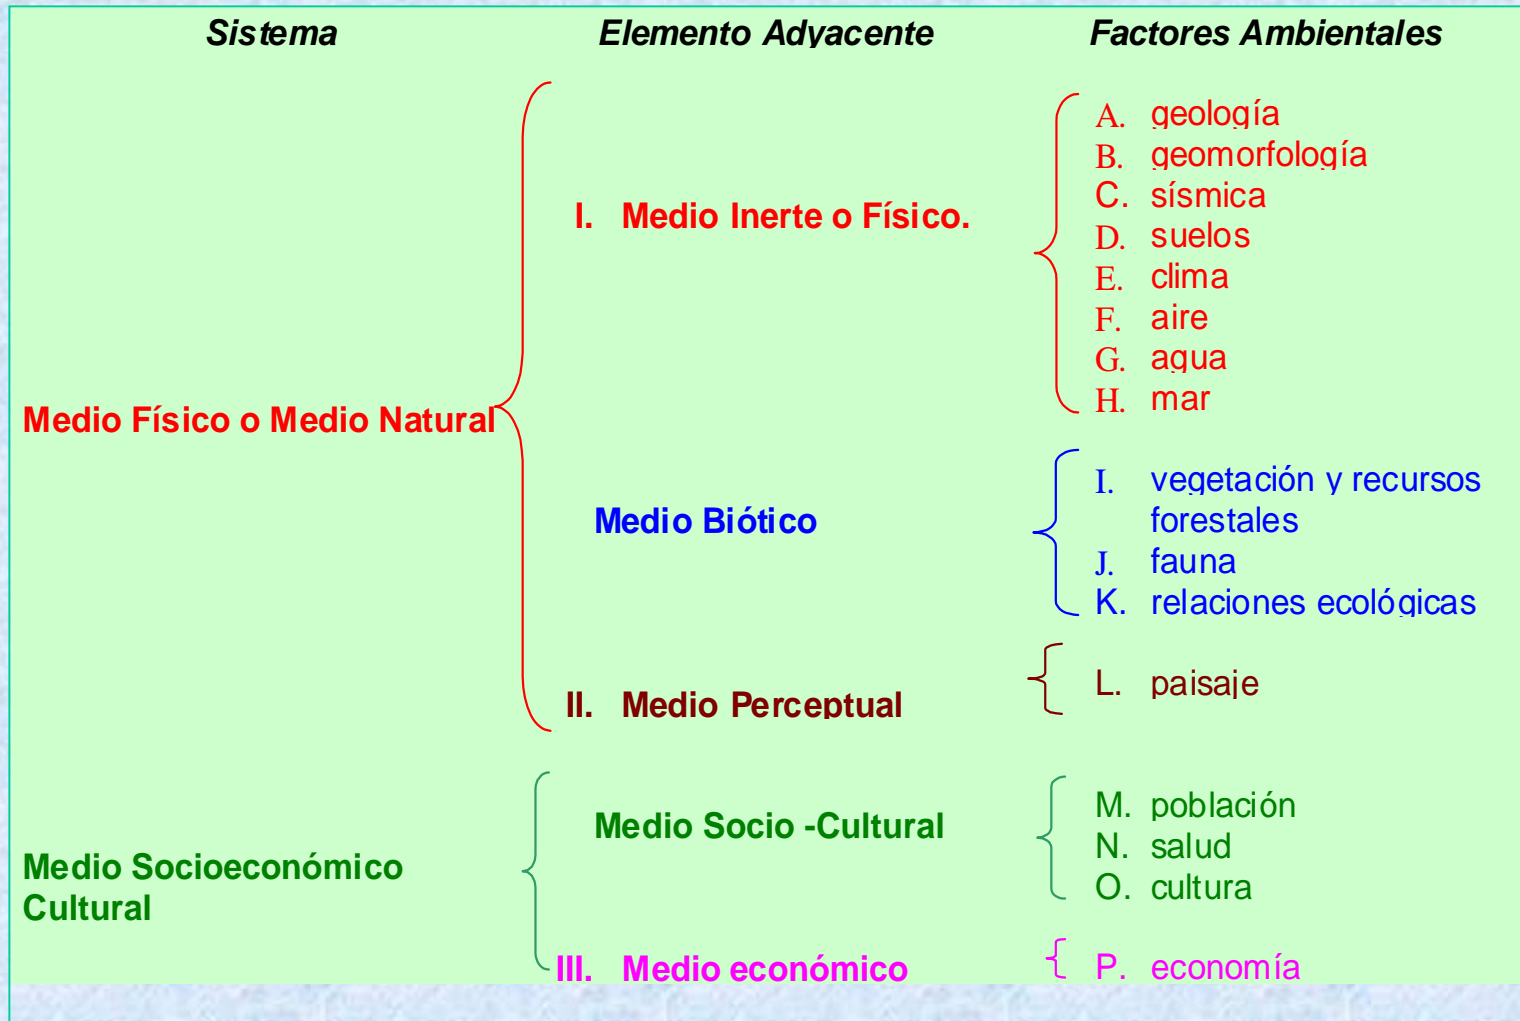 Sistema Elemento Adyacente Factores Ambientales
A. geología
B. geomorfología
C. sísmica
I. Medio Inerte o Físico.
D. suelos
E. clima
F. aire
G. agua
H. mar
Medio Físico o Medio Natural
I. vegetación y recursos
forestales
Medio Biótico
J. fauna
K. relaciones ecológicas
II. Medio Perceptual
L. paisaje
Medio Socio -Cultural
M. población
N. salud
O. cultura
Medio Socioeconómico
Cultural
III. Medio económico
P. economía